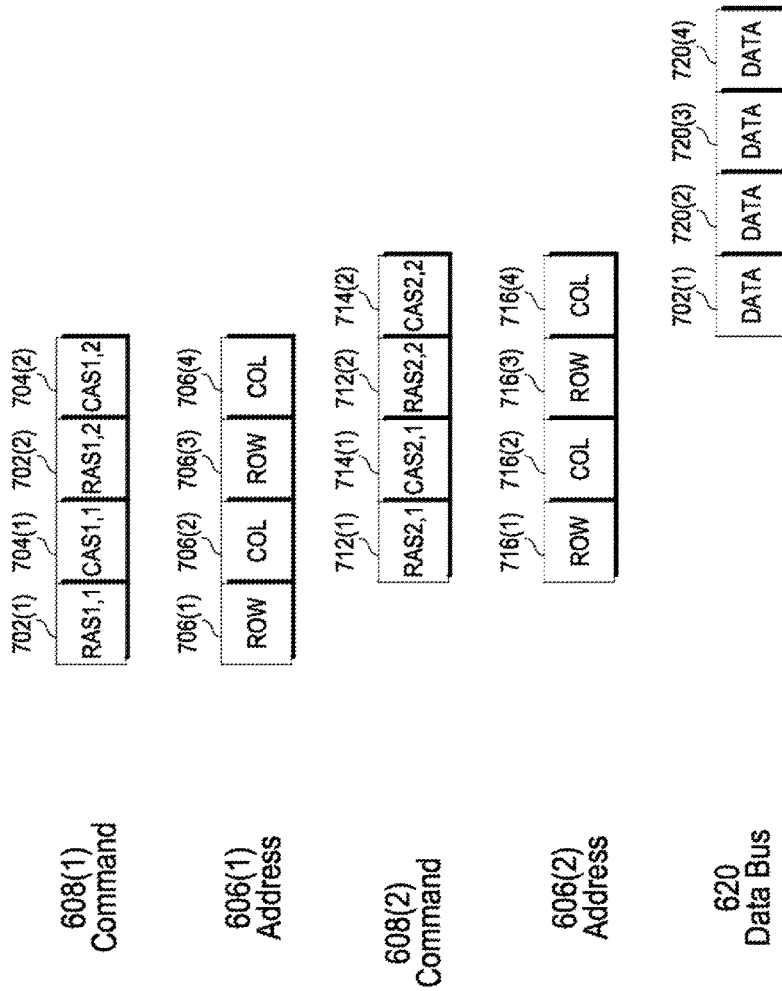 702(1) 704(1) 702(2) 704(2)
608(1)
Command
RAS1,1 CAS1,1 RAS1,2 CAS1,2
706(1) 706(2) 706(3) 706(4)
606(1)
Address
ROW COL ROW COL
712(1) 714(1) 712(2) 714(2)
608(2)
Command
RAS2,1 CAS2,1 RAS2,2 CAS2,2
716(1) 716(2) 716(3) 716(4)
606(2)
Address
ROW COL ROW COL
702(1) 720(2) 720(3) 720(4)
620
Data Bus
DATA DATA DATA DATA